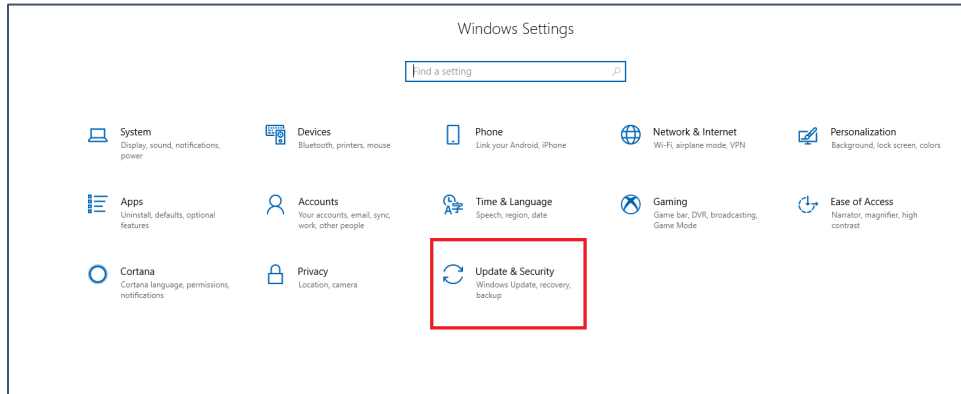 Windows Settings
Find a setting
System
Display, sound, notifications,
power
Devices
Bluetooth, printers, mouse
Phone
Link your Android, iPhone
Network & Internet
Wi-Fi, airplane mode, VPN
Personalization
Background, lock screen, colors
Apps
Uninstall, defaults, optional
features
Accounts
Your accounts, email, sync,
work, other people
Time & Language
Speech, region, date
Gaming
Game bar, DVR, broadcasting,
Game Mode
Ease of Access
Narrator, magnifier, high
contrast
Cortana
Cortana language, permissions,
notifications
Privacy
Location, camera
Update & Security
Windows Update, recovery,
backup